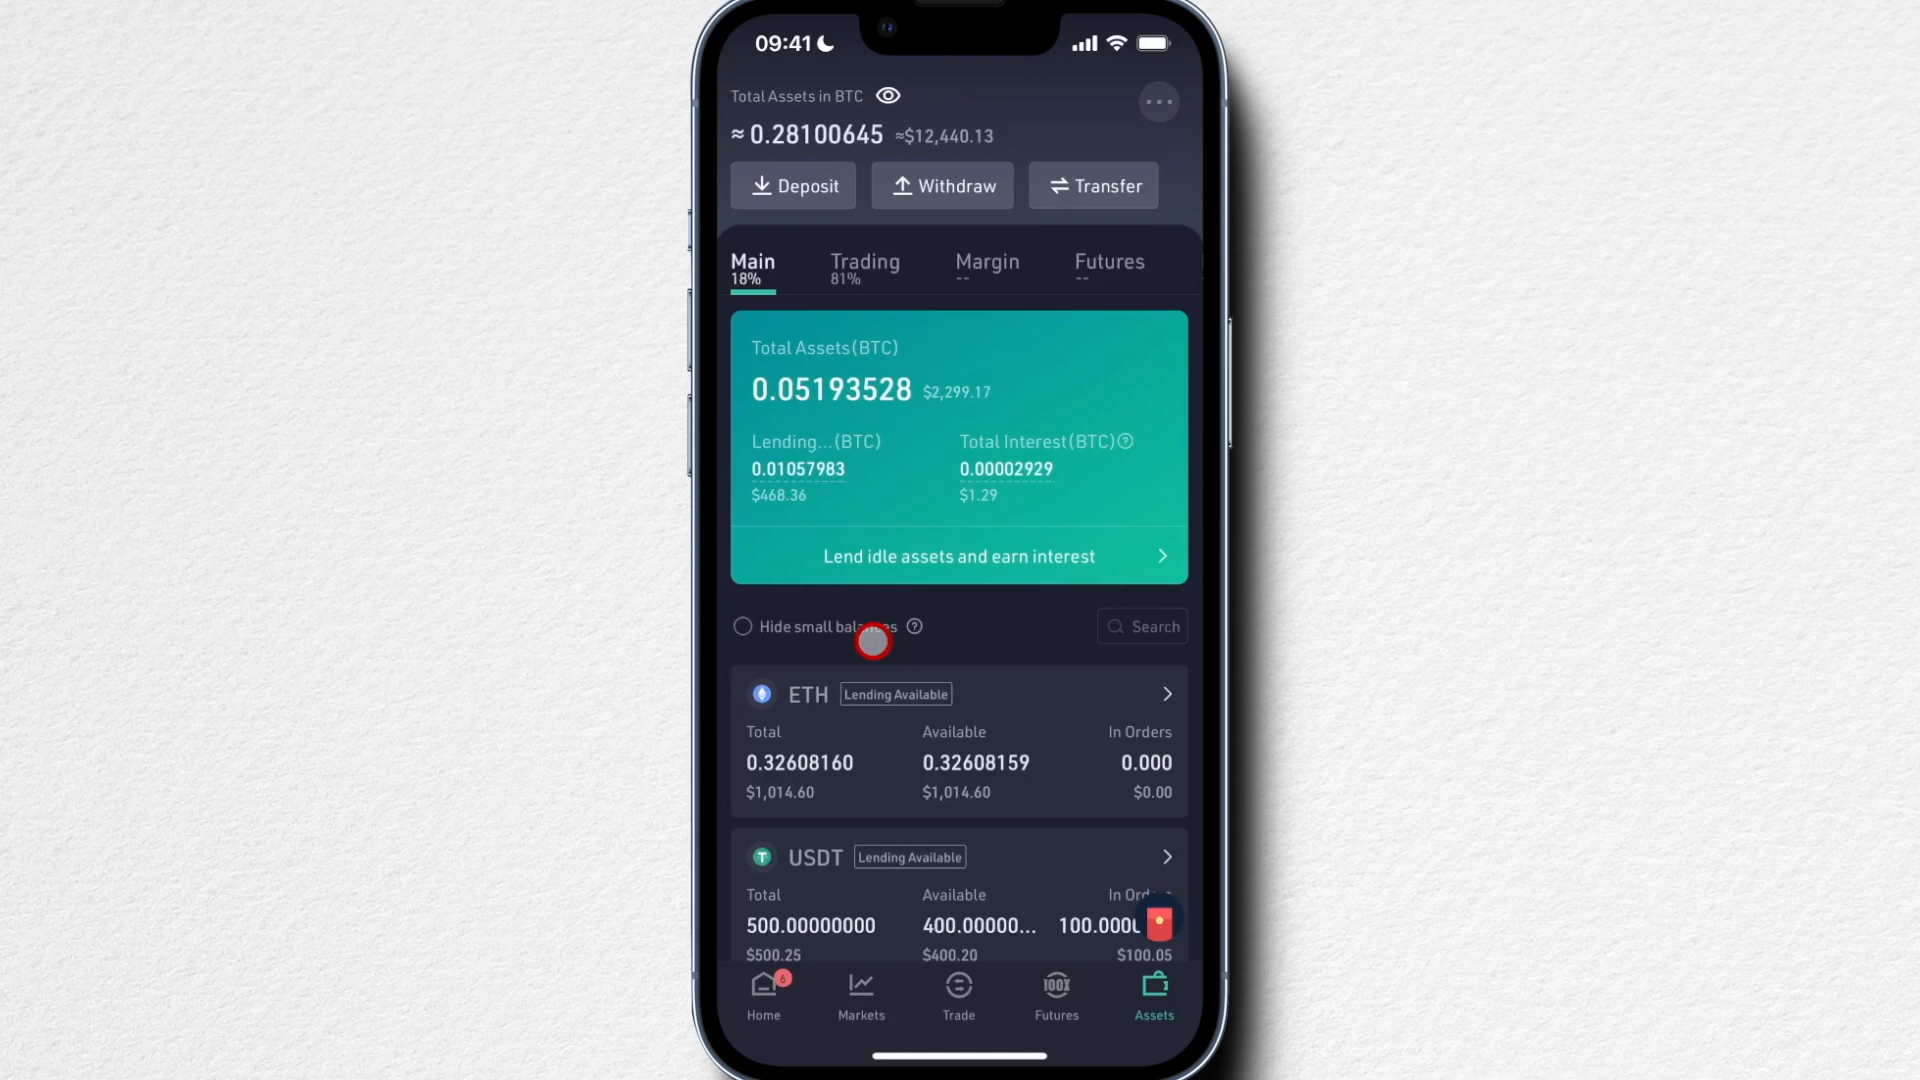 09:41
Total Assets in BTC
≈ 0.28100645 ≈$12,440.13
Deposit Withdraw Transfer
Main Trading Margin Futures
18% 81% -- --
Total Assets(BTC)
0.05193528 $2,299.17
Lending...(BTC) Total Interest(BTC)
0.01057983 0.00002929
$468.36 $1.29
Lend idle assets and earn interest
Hide small balances Search
ETH Lending Available
Total Available In Orders
0.32608160 0.32608159 0.000
$1,014.60 $1,014.60 $0.00
USDT Lending Available
Total Available In
500.00000000 400.00000...
$500.25 $400.20 $100.05
6
100X
Home Markets Trade Futures Assets